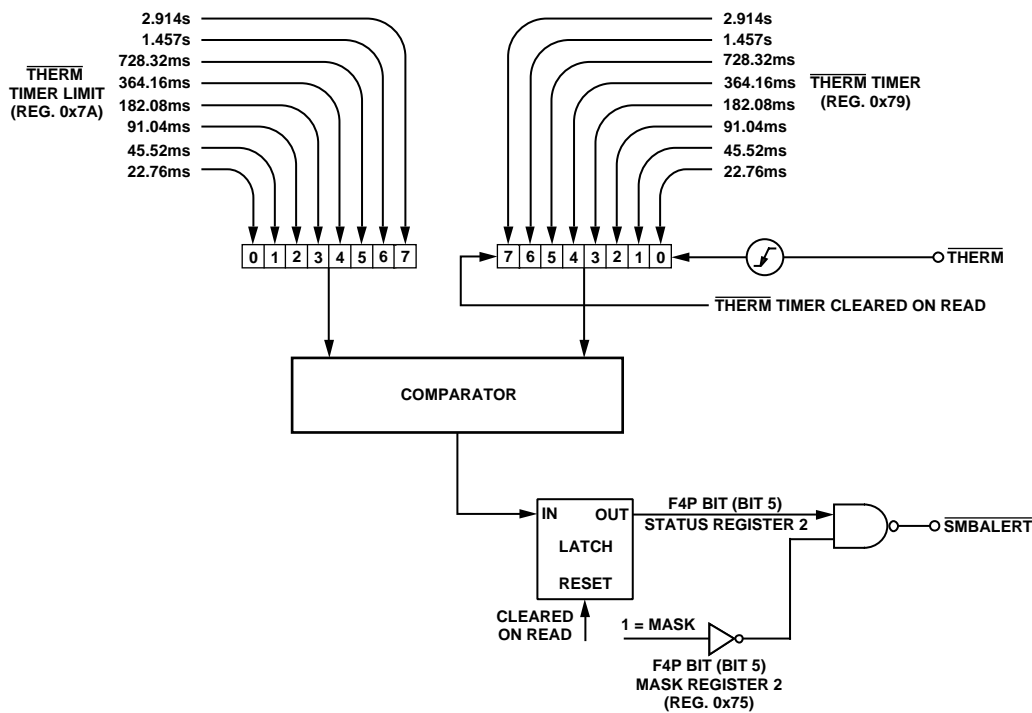 2.914s
1.457s
728.32ms
364.16ms
182.08ms
91.04ms
45.52ms
22.76ms
THERM
TIMER LIMIT
(REG. 0x7A)
2.914s
1.457s
728.32ms
364.16ms
182.08ms
91.04ms
45.52ms
22.76ms
THERM TIMER
(REG. 0x79)
0 1 2 3 4 5 6 7
7 6 5 4 3 2 1 0
THERM
THERM TIMER CLEARED ON READ
COMPARATOR
IN OUT
LATCH
RESET
F4P BIT (BIT 5)
STATUS REGISTER 2
SMBALERT
CLEARED
ON READ
1 = MASK
F4P BIT (BIT 5)
MASK REGISTER 2
(REG. 0x75)